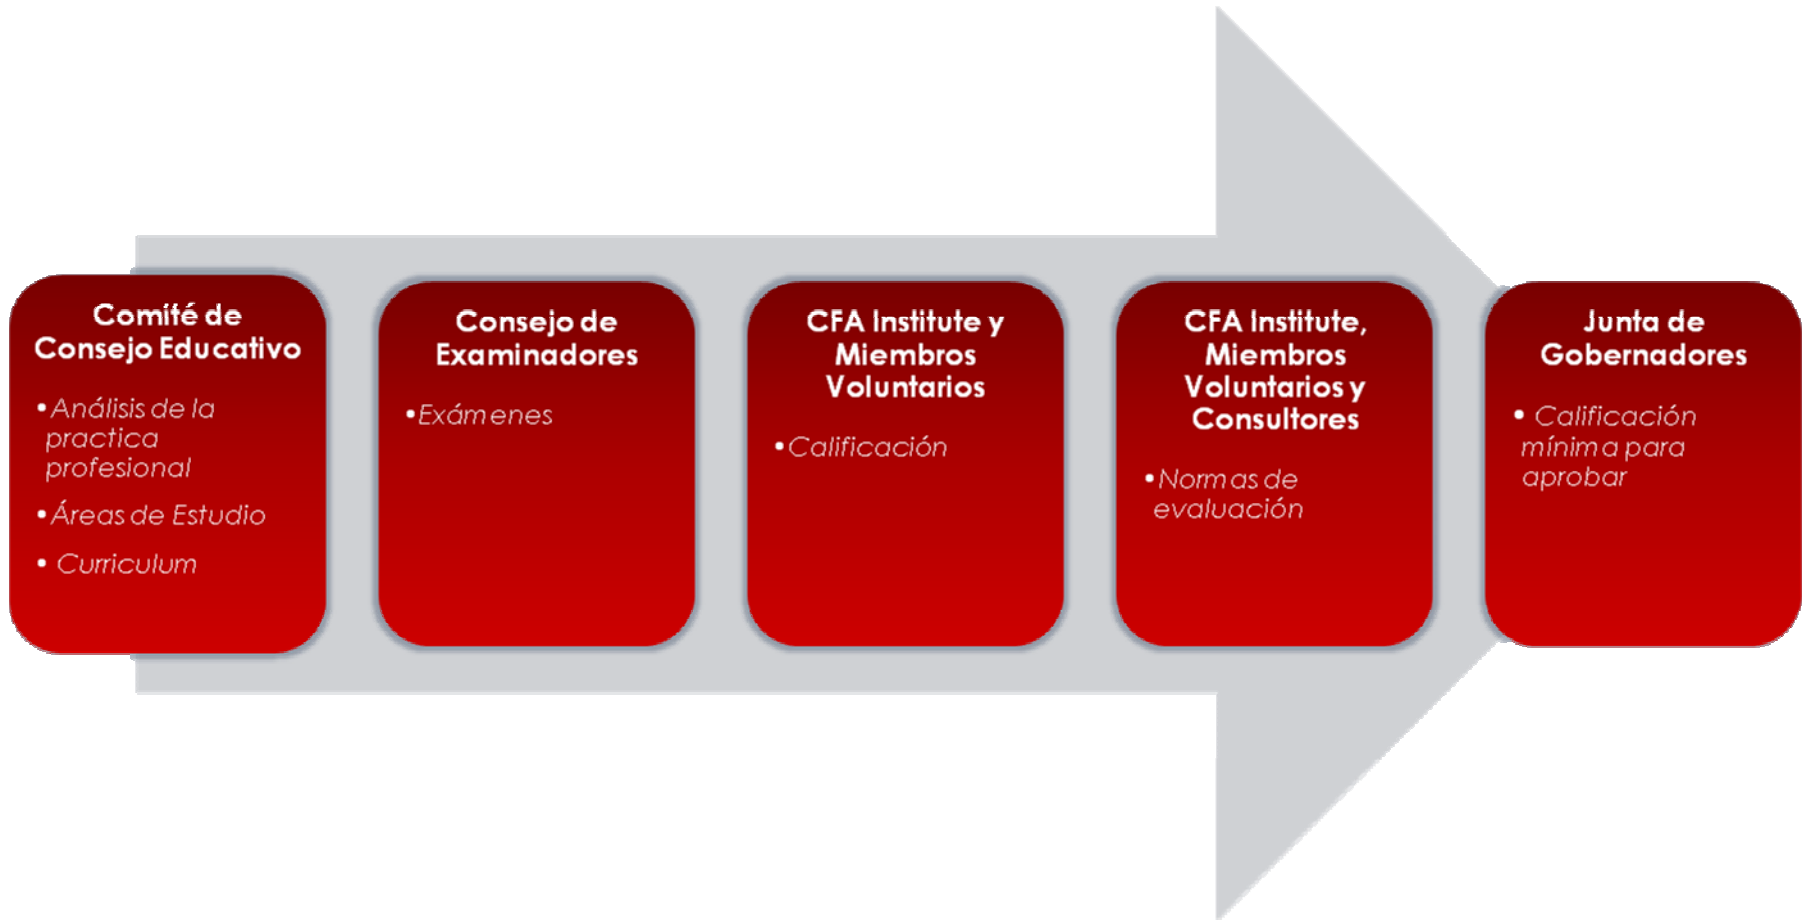 Comité de
Consejo Educativo
•Análisis de la
practica
profesional
•Áreas de Estudio
• Curriculum
Consejo de
Examinadores
•Exámenes
CFA Institute y
Miembros
Voluntarios
•Calificación
CFA Institute,
Miembros
Voluntarios y
Consultores
•Normas de
evaluación
Junta de
Gobernadores
• Calificación
mínima para
aprobar